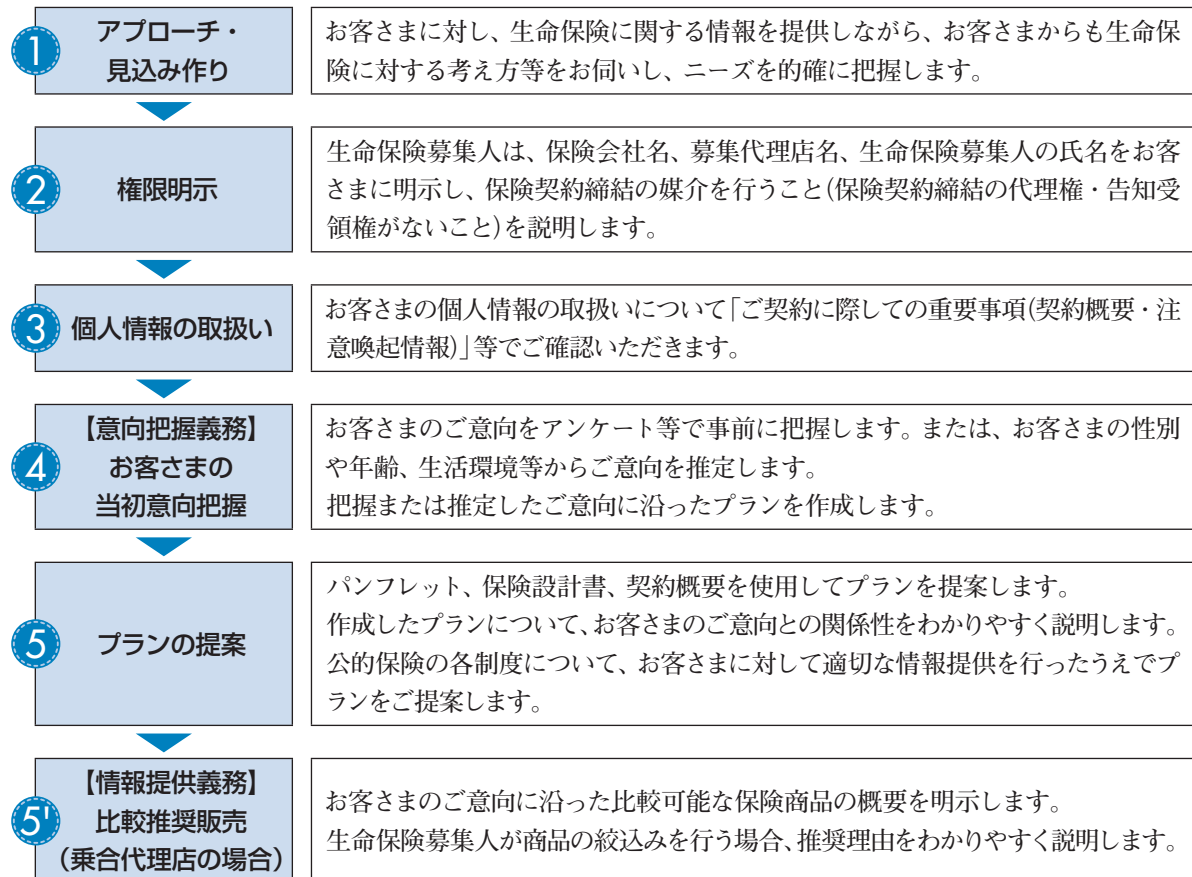 1
アプローチ・
見込み作り
お客さまに対し、生命保険に関する情報を提供しながら、お客さまからも生命保
険に対する考え方等をお伺いし、ニーズを的確に把握します。
2
権限明示
生命保険募集人は、保険会社名、募集代理店名、生命保険募集人の氏名をお客
さまに明示し、保険契約締結の媒介を行うこと(保険契約締結の代理権・告知受
領権がないこと)を説明します。
3
個人情報の取扱い
お客さまの個人情報の取扱いについて「ご契約に際しての重要事項(契約概要・注
意喚起情報)」等でご確認いただきます。
4
【意向把握義務】
お客さまの
当初意向把握
お客さまのご意向をアンケート等で事前に把握します。または、お客さまの性別
や年齢、生活環境等からご意向を推定します。
把握または推定したご意向に沿ったプランを作成します。
5
プランの提案
パンフレット、保険設計書、契約概要を使用してプランを提案します。
作成したプランについて、お客さまのご意向との関係性をわかりやすく説明します。
公的保険の各制度について、お客さまに対して適切な情報提供を行ったうえでプ
ランをご提案します。
5'
【情報提供義務】
比較推奨販売
(乗合代理店の場合)
お客さまのご意向に沿った比較可能な保険商品の概要を明示します。
生命保険募集人が商品の絞込みを行う場合、推奨理由をわかりやすく説明します。